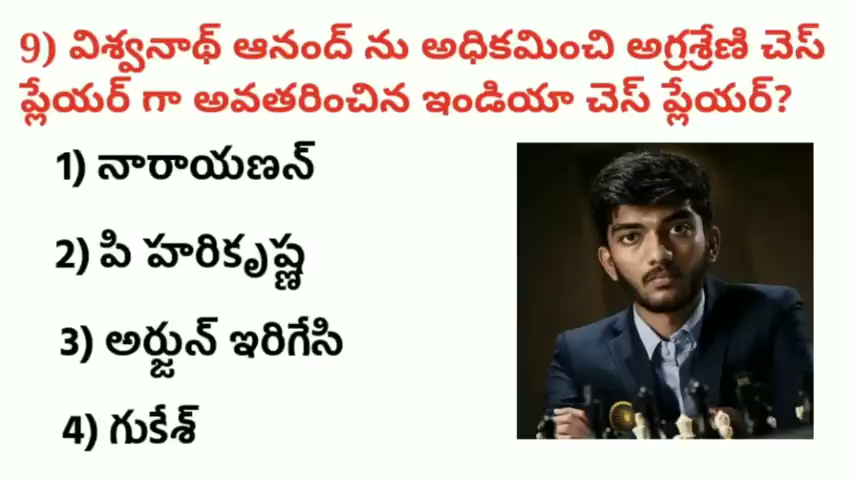 9) విశ్వనాథ్ ఆనంద్ ను అధికమించి అగ్రశ్రేణి చెస్
ప్లేయర్ గా అవతరించిన ఇండియా చెస్ ప్లేయర్?
1) నారాయణన్
2) పి హరికృష్ణ
3) అర్జున్ ఇరిగేసి
4) గుకేశ్